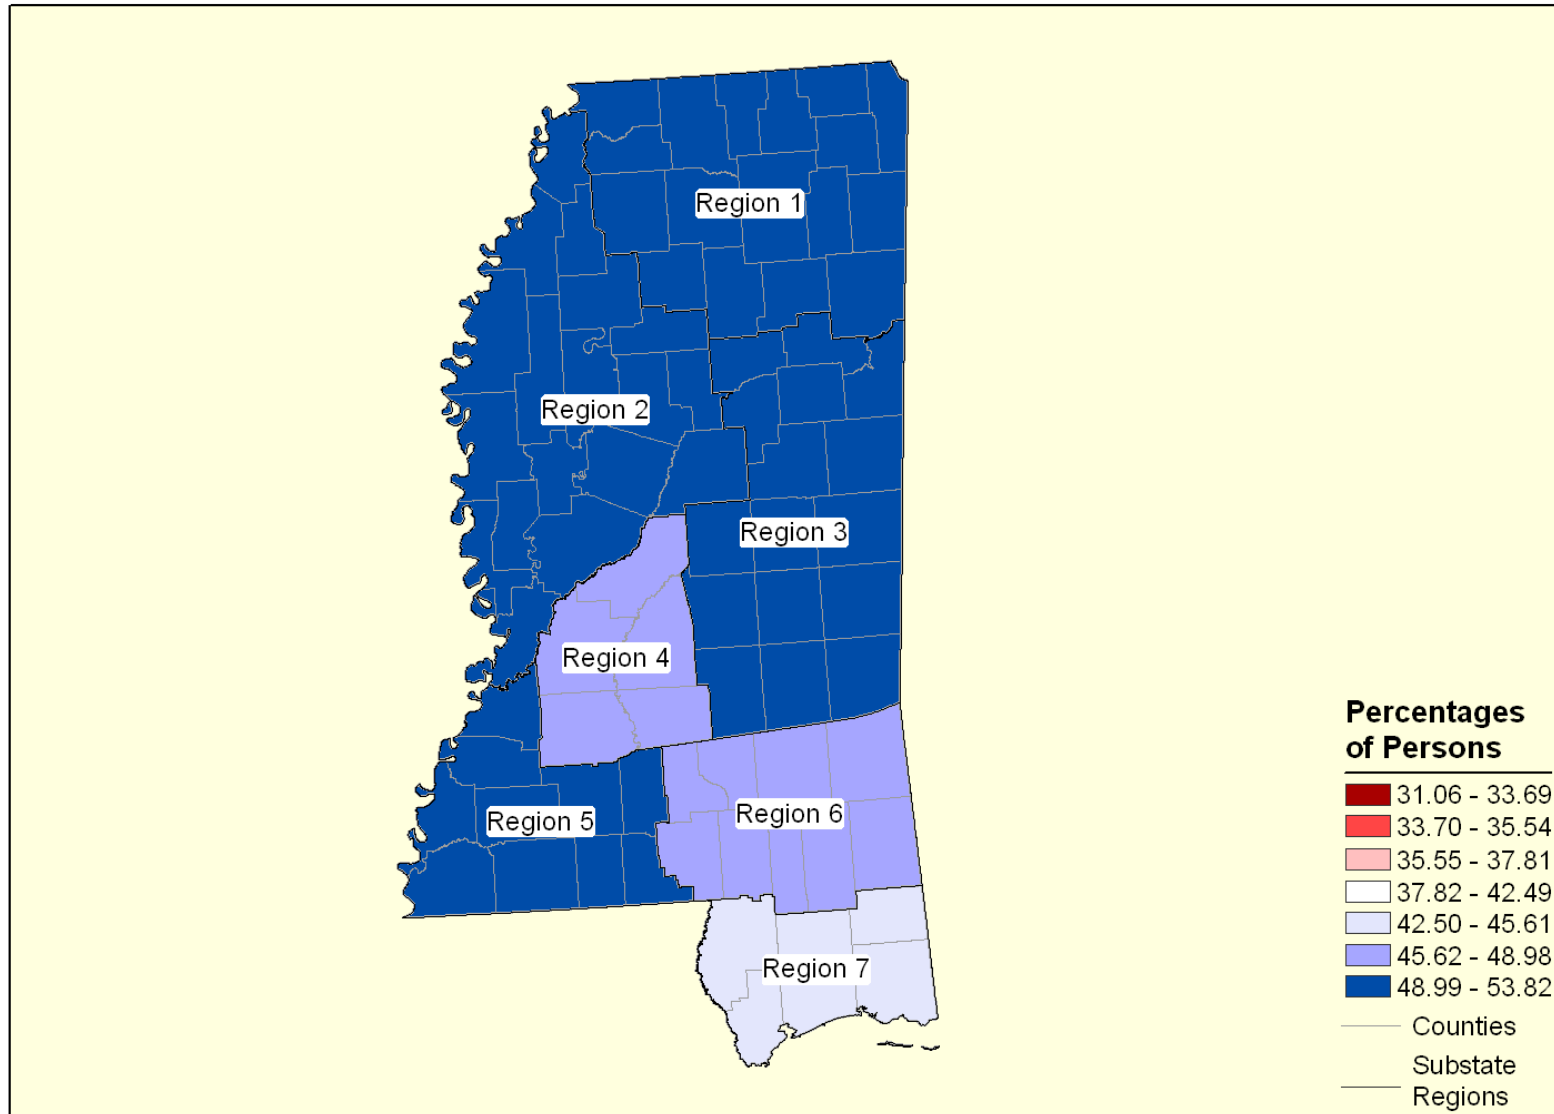 Region 1
Region 2
Region 3
Region 4
Region 5
Region 6
Region 7
Percentages
of Persons
31.06 - 33.69
33.70 - 35.54
35.55 - 37.81
37.82 - 42.49
42.50 - 45.61
45.62 - 48.98
48.99 - 53.82
Counties
Substate
Regions